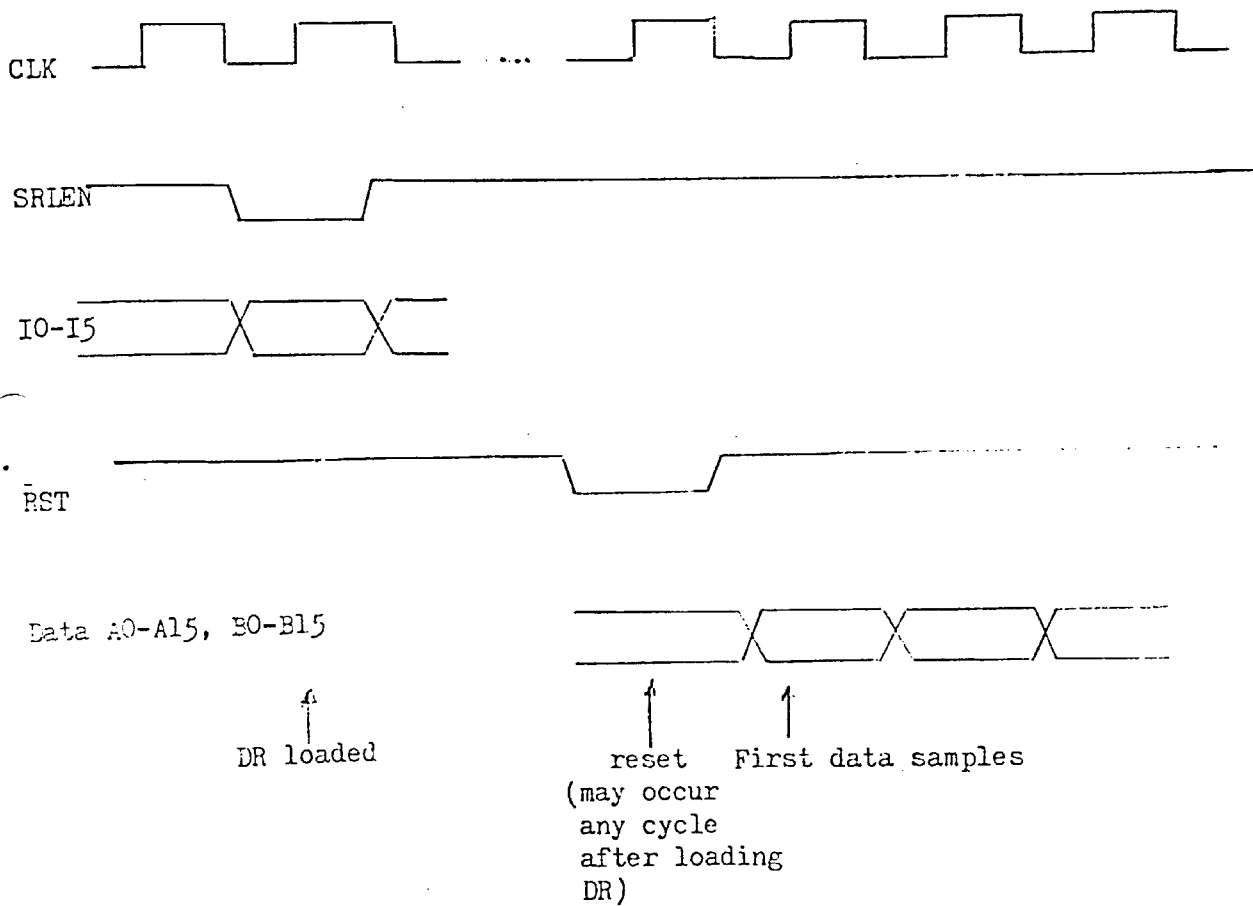 CLK
SRLEN
I0-I5
R̅ST
Data A0-A15, B0-B15
DR loaded
reset
(may occur
any cycle
after loading
DR)
First data samples